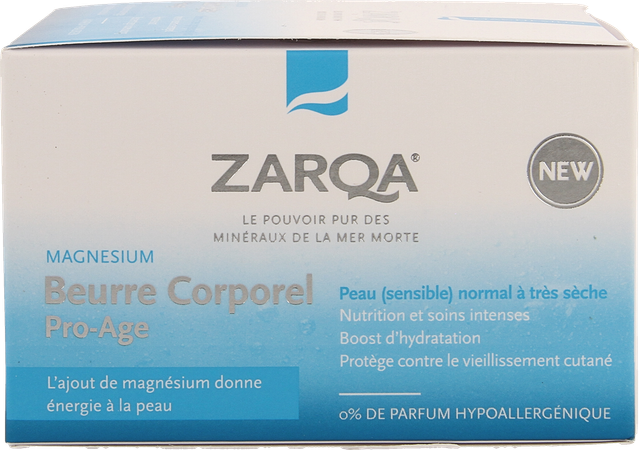 ZARQA®
NEW
LE POUVOIR PUR DES
MINÉRAUX DE LA MER MORTE
MAGNESIUM
Beurre Corporel
Pro-Age
L'ajout de magnésium donne
énergie à la peau
Peau (sensible) normal à très sèche
Nutrition et soins intenses
Boost d'hydratation
Protège contre le vieillissement cutané
0% DE PARFUM HYPOALLERGÉNIQUE